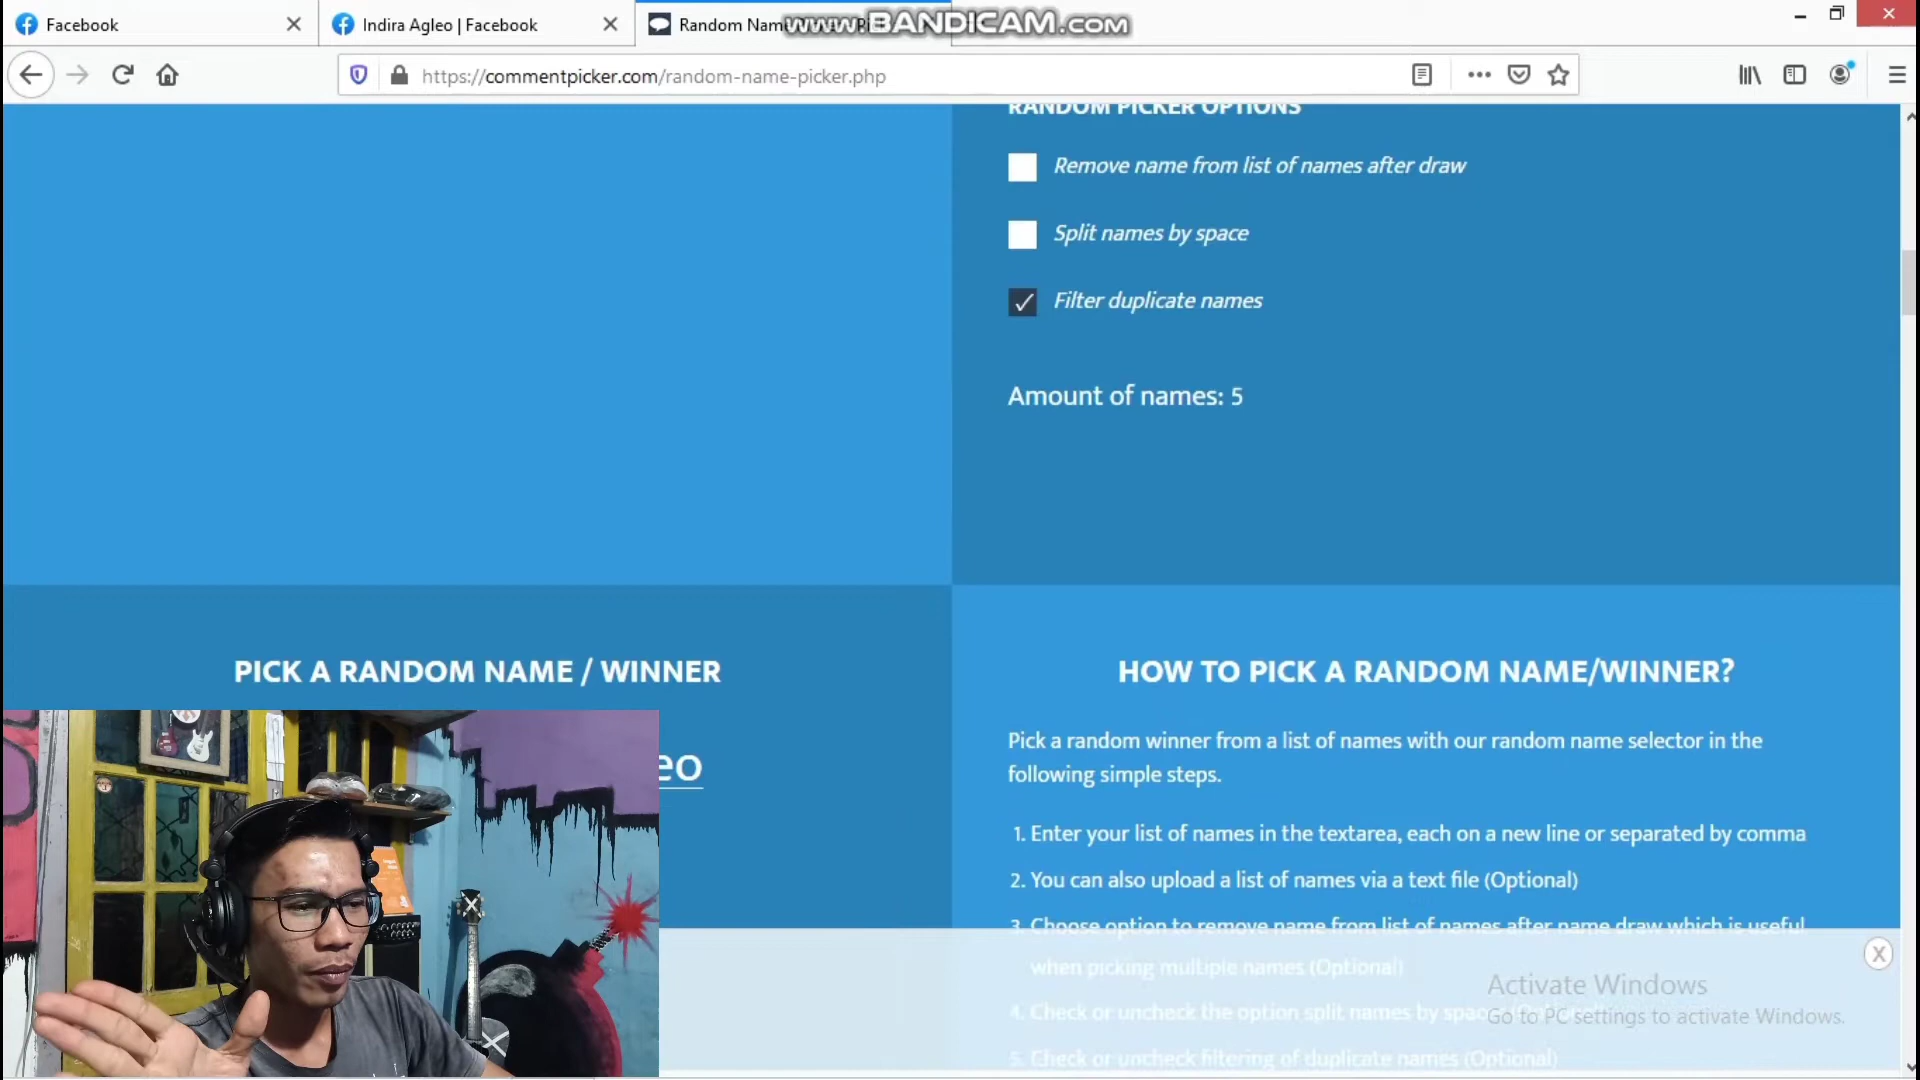 Facebook
Indira Agleo | Facebook
Random Name
www.BANDICAM.com
https://commentpicker.com/random-name-picker.php
RANDOM PICKER OPTIONS
Remove name from list of names after draw
Split names by space
Filter duplicate names
Amount of names: 5
PICK A RANDOM NAME / WINNER
eo
HOW TO PICK A RANDOM NAME/WINNER?
Pick a random winner from a list of names with our random name selector in the
following simple steps.
1. Enter your list of names in the textarea, each on a new line or separated by comma
2. You can also upload a list of names via a text file (Optional)
3. Choose option to remove name from list of names after name draw which is useful
when picking multiple names (Optional)
4. Check or uncheck the option split names by space
5. Check or uncheck filtering of duplicate names (Optional)
X
Activate Windows
Go to PC settings to activate Windows.